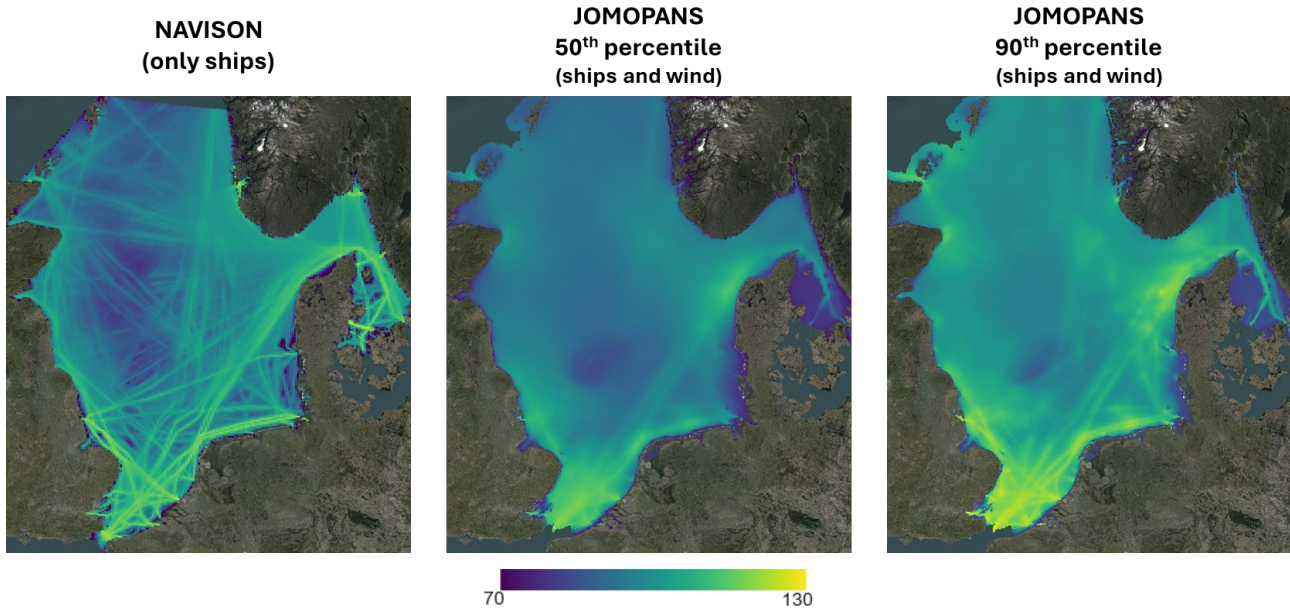 NAVISON
(only ships)
JOMOPANS
50th percentile
(ships and wind)
JOMOPANS
90th percentile
(ships and wind)
70
130